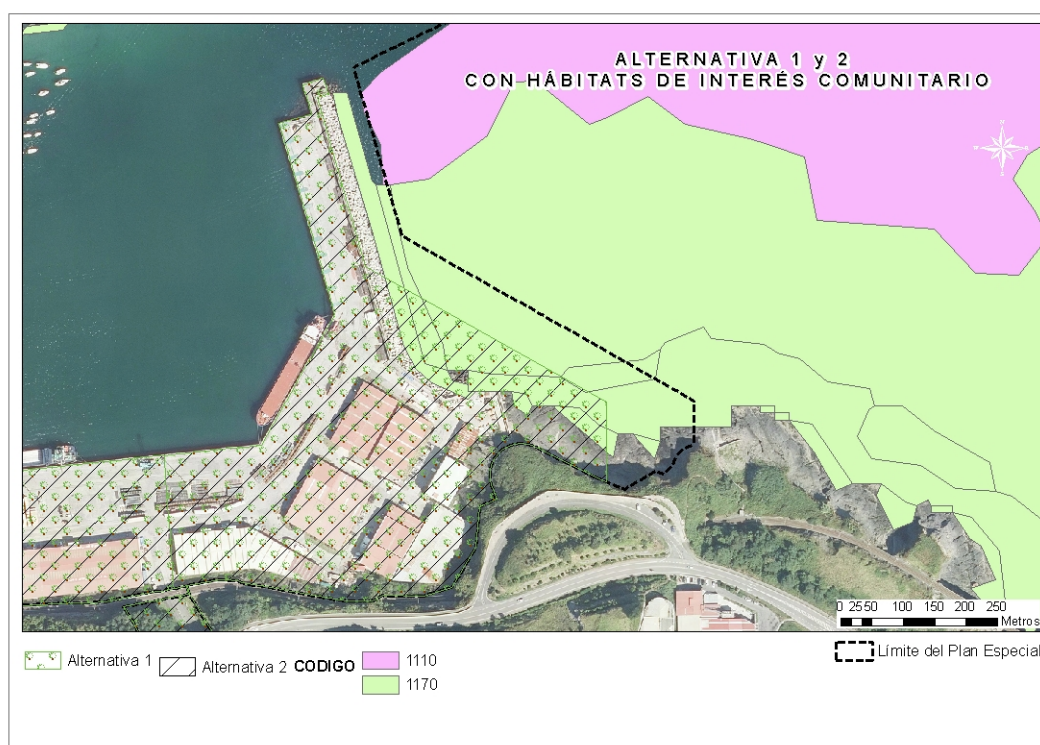 ALTERNATIVA 1 y 2
CON HÁBITATS DE INTERÉS COMUNITARIO
0 25 50 100 150 200 250
Metros
Alternativa 1
Alternativa 2
CODIGO
1110
1170
Límite del Plan Especial